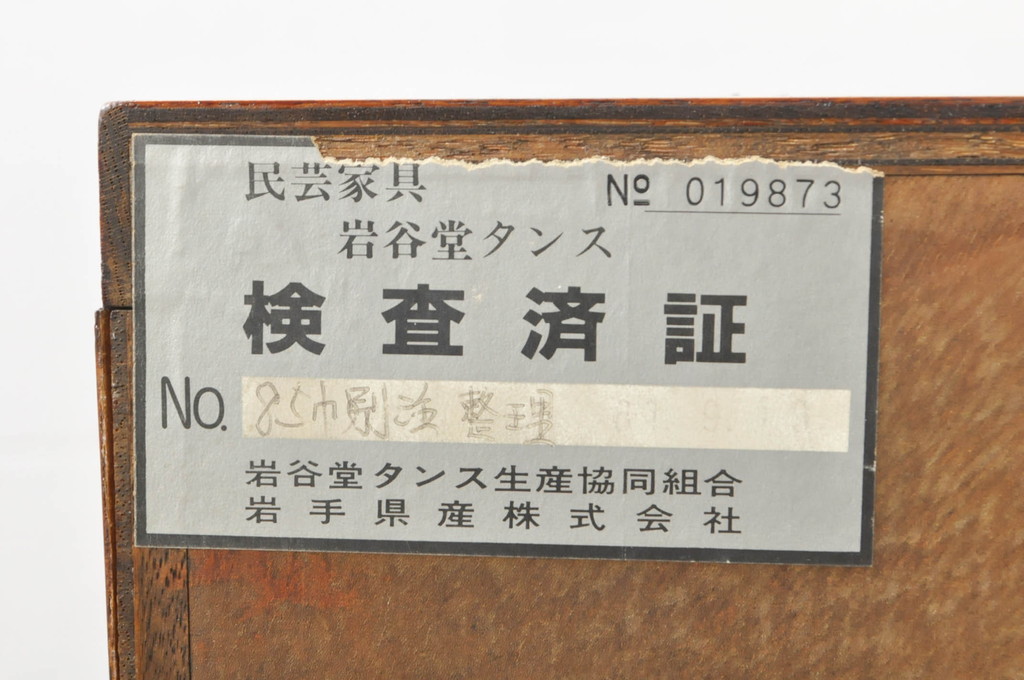 民芸家具 № 019873
岩谷堂タンス
検査済証
No. 85巾別注 整理
岩谷堂タンス生産協同組合
岩手県産株式会社